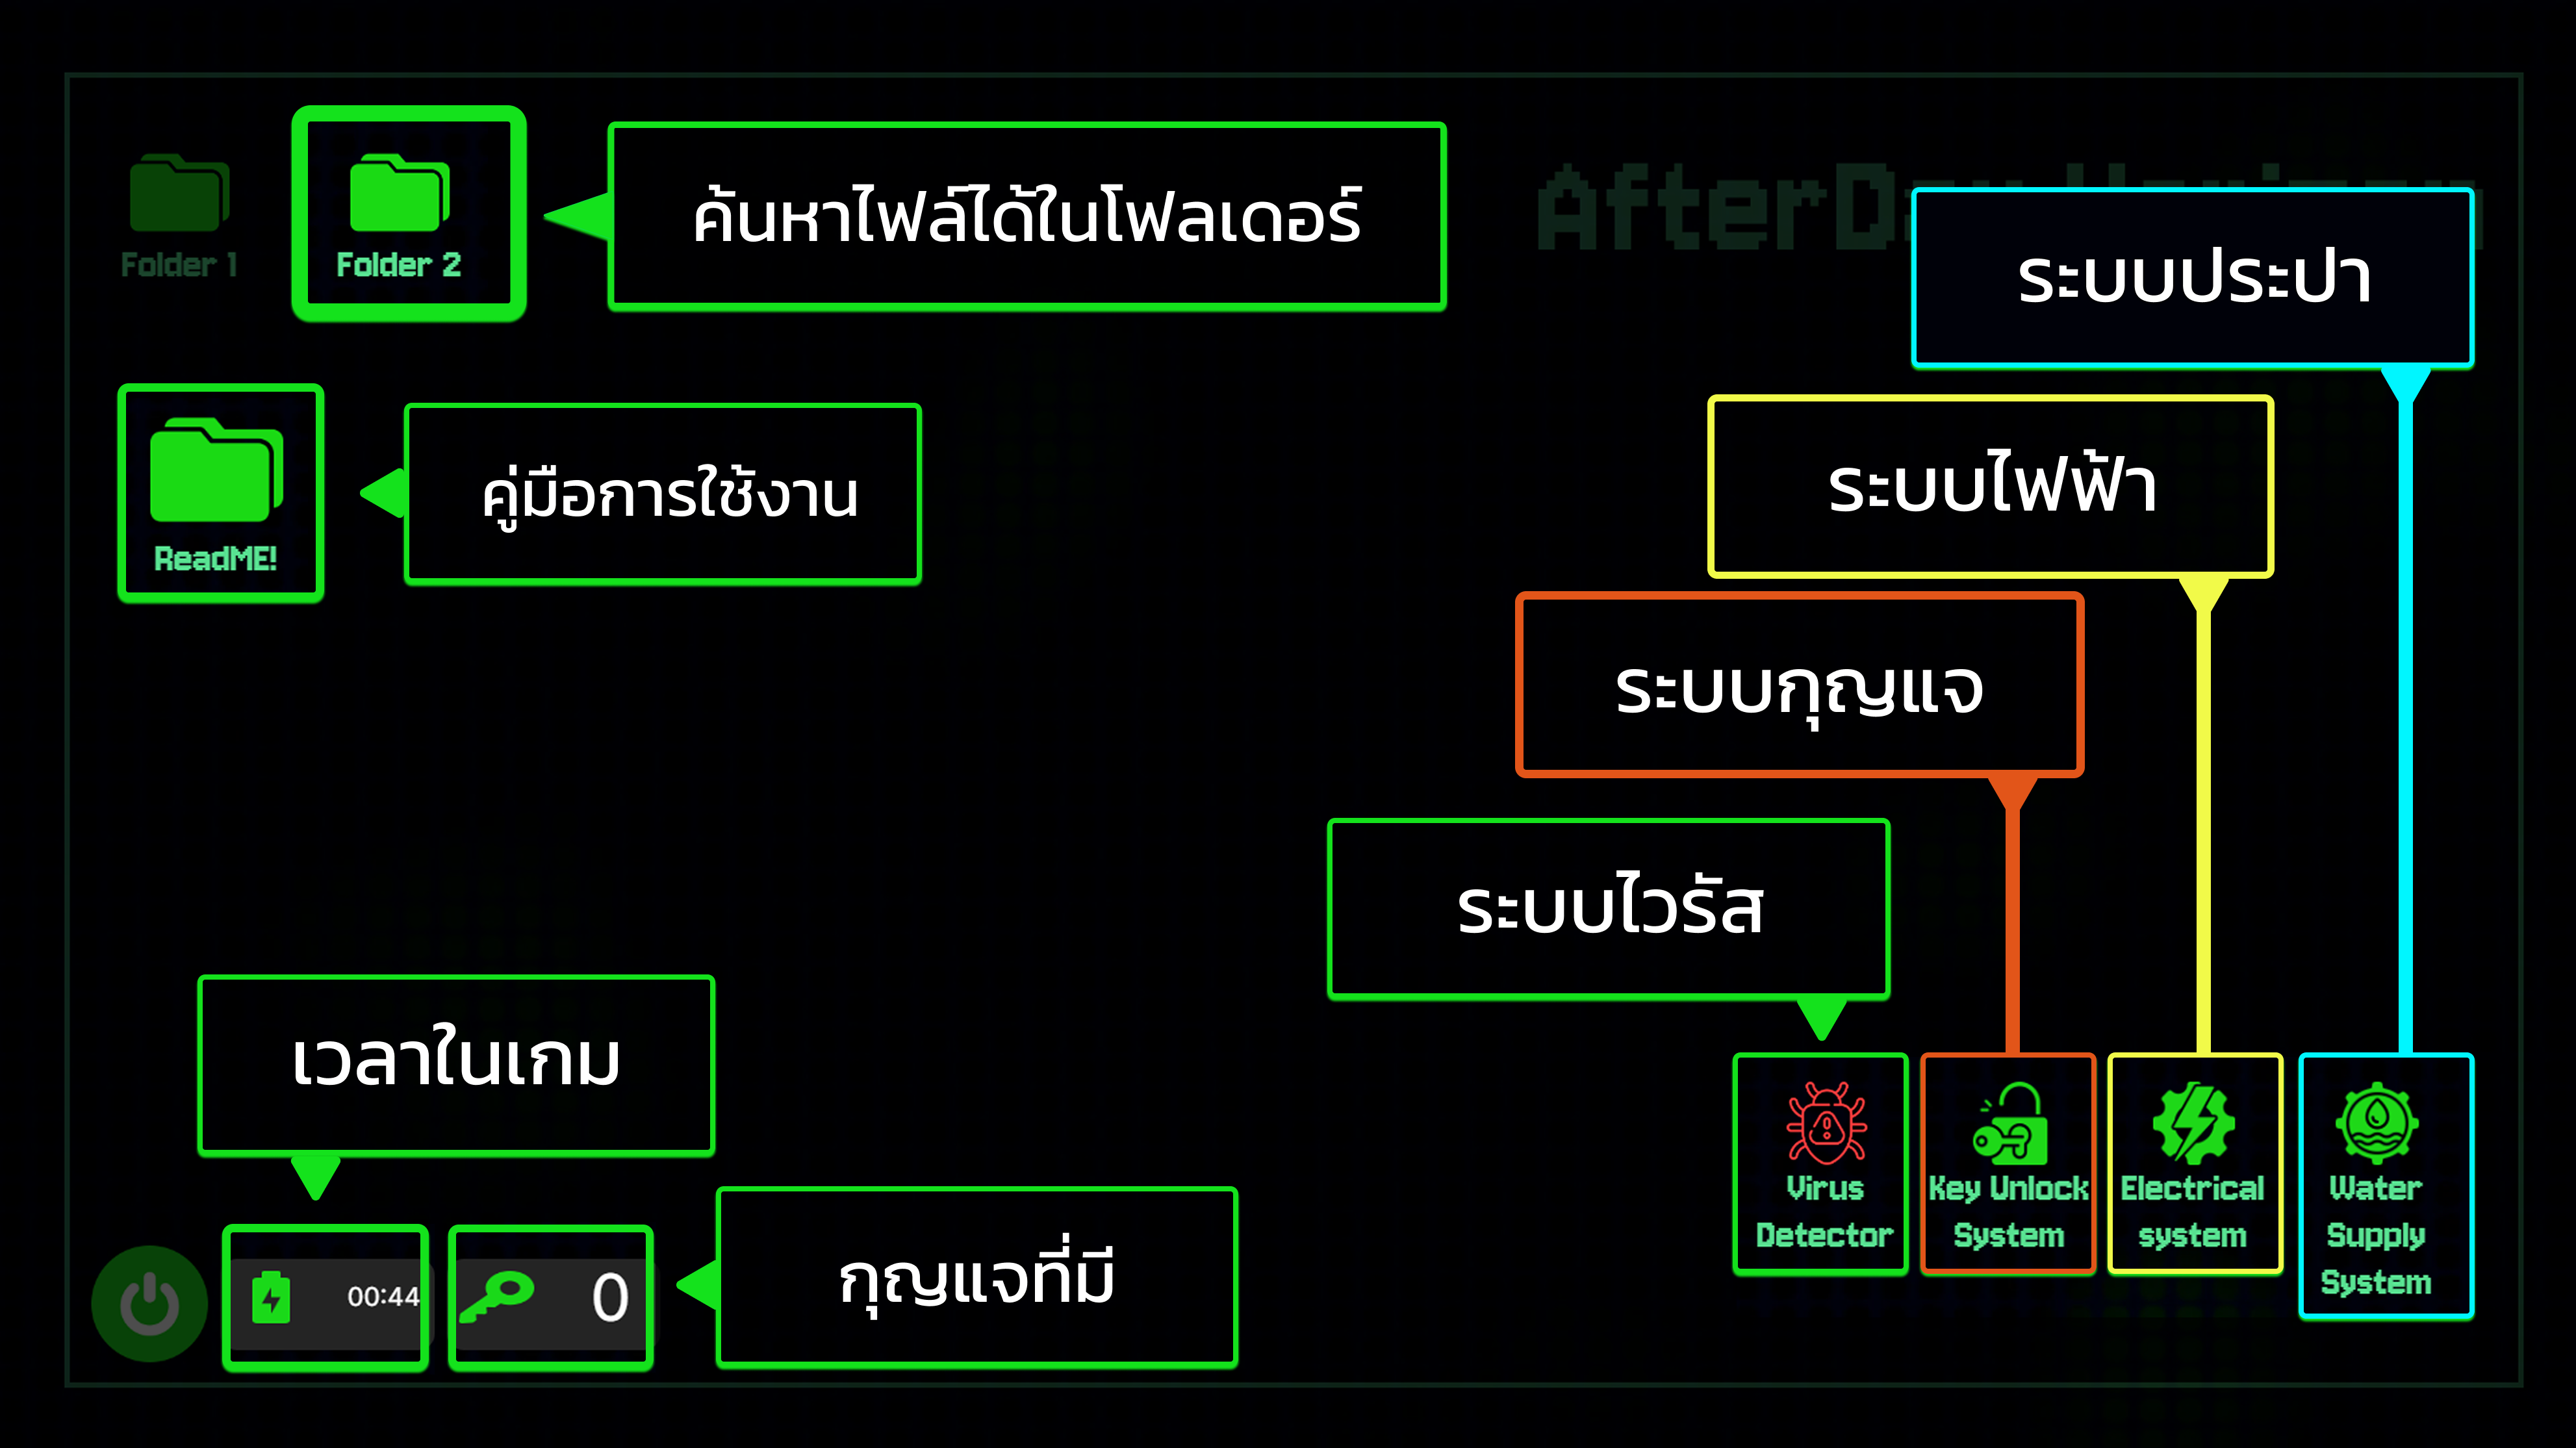 Folder 1
Folder 2
ค้นหาไฟล์ได้ในโฟลเดอร์
ระบบประปา
ReadME!
คู่มือการใช้งาน
ระบบไฟฟ้า
ระบบกุญแจ
ระบบไวรัส
เวลาในเกม
Virus
Detector
Key Unlock
System
Electrical
system
Water
Supply
System
00:44
0
กุญแจที่มี